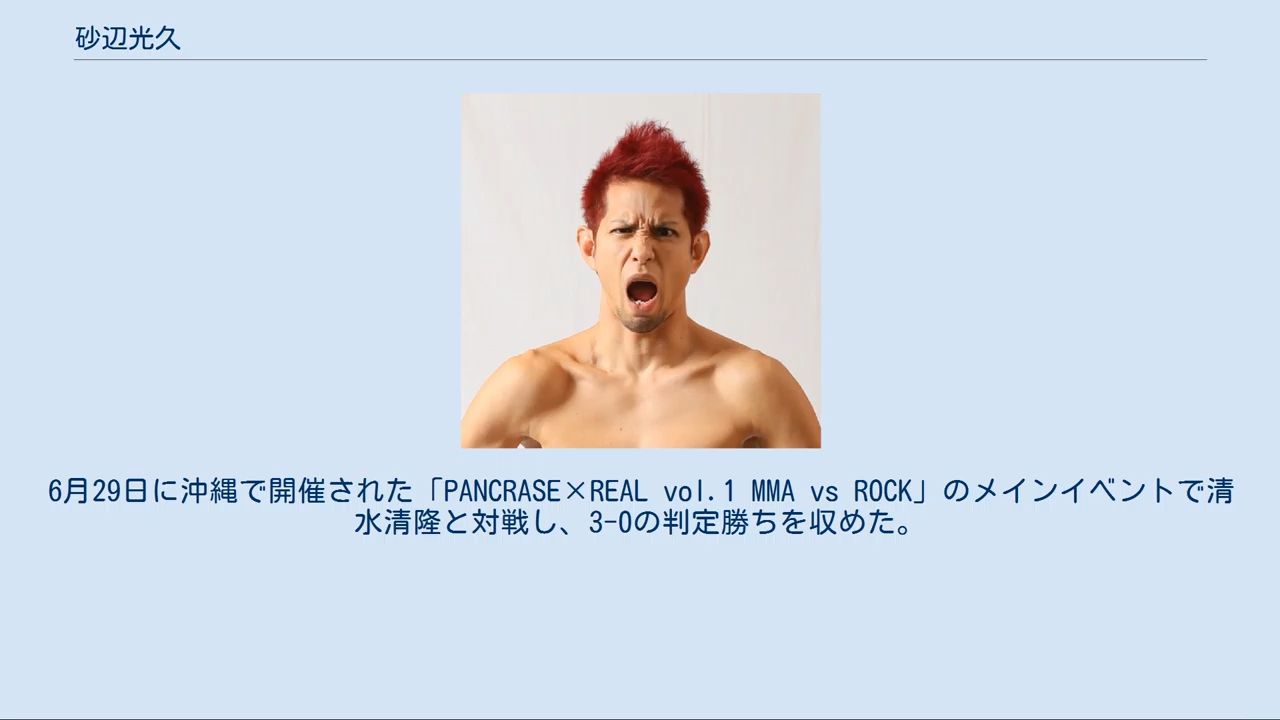 砂辺光久
6月29日に沖縄で開催された「PANCRASE×REAL vol.1 MMA vs ROCK」のメインイベントで清
水清隆と対戦し、3-0の判定勝ちを収めた。